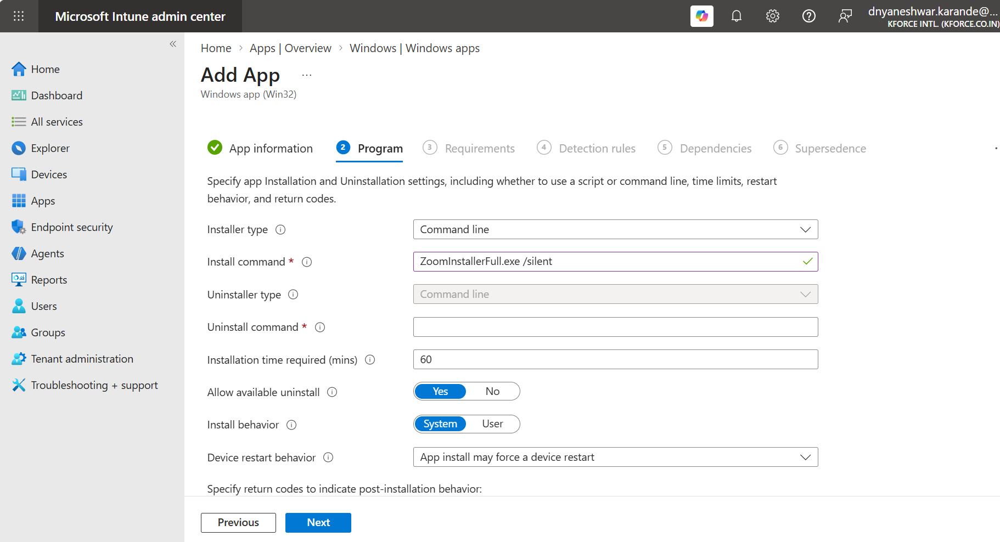 Microsoft Intune admin center
dnyaneshwar.karande@...
KFORCE INTL. (KFORCE.CO.IN)
Home
Dashboard
All services
Explorer
Devices
Apps
Endpoint security
Agents
Reports
Users
Groups
Tenant administration
Troubleshooting + support
Home > Apps | Overview > Windows | Windows apps
Add App ...
Windows app (Win32)
App information
2 Program
3 Requirements
4 Detection rules
5 Dependencies
6 Supersedence
Specify app Installation and Uninstallation settings, including whether to use a script or command line, time limits, restart
behavior, and return codes.
Installer type Command line
Install command * ZoomInstallerFull.exe /silent
Uninstaller type Command line
Uninstall command *
Installation time required (mins) 60
Allow available uninstall Yes No
Install behavior System User
Device restart behavior App install may force a device restart
Specify return codes to indicate post-installation behavior:
Previous Next